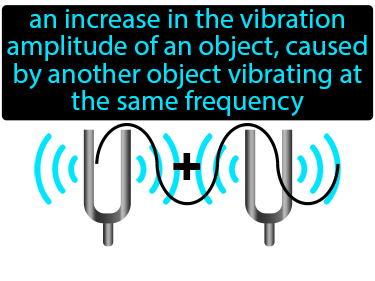 an increase in the vibration
amplitude of an object, caused
by another object vibrating at
the same frequency
+